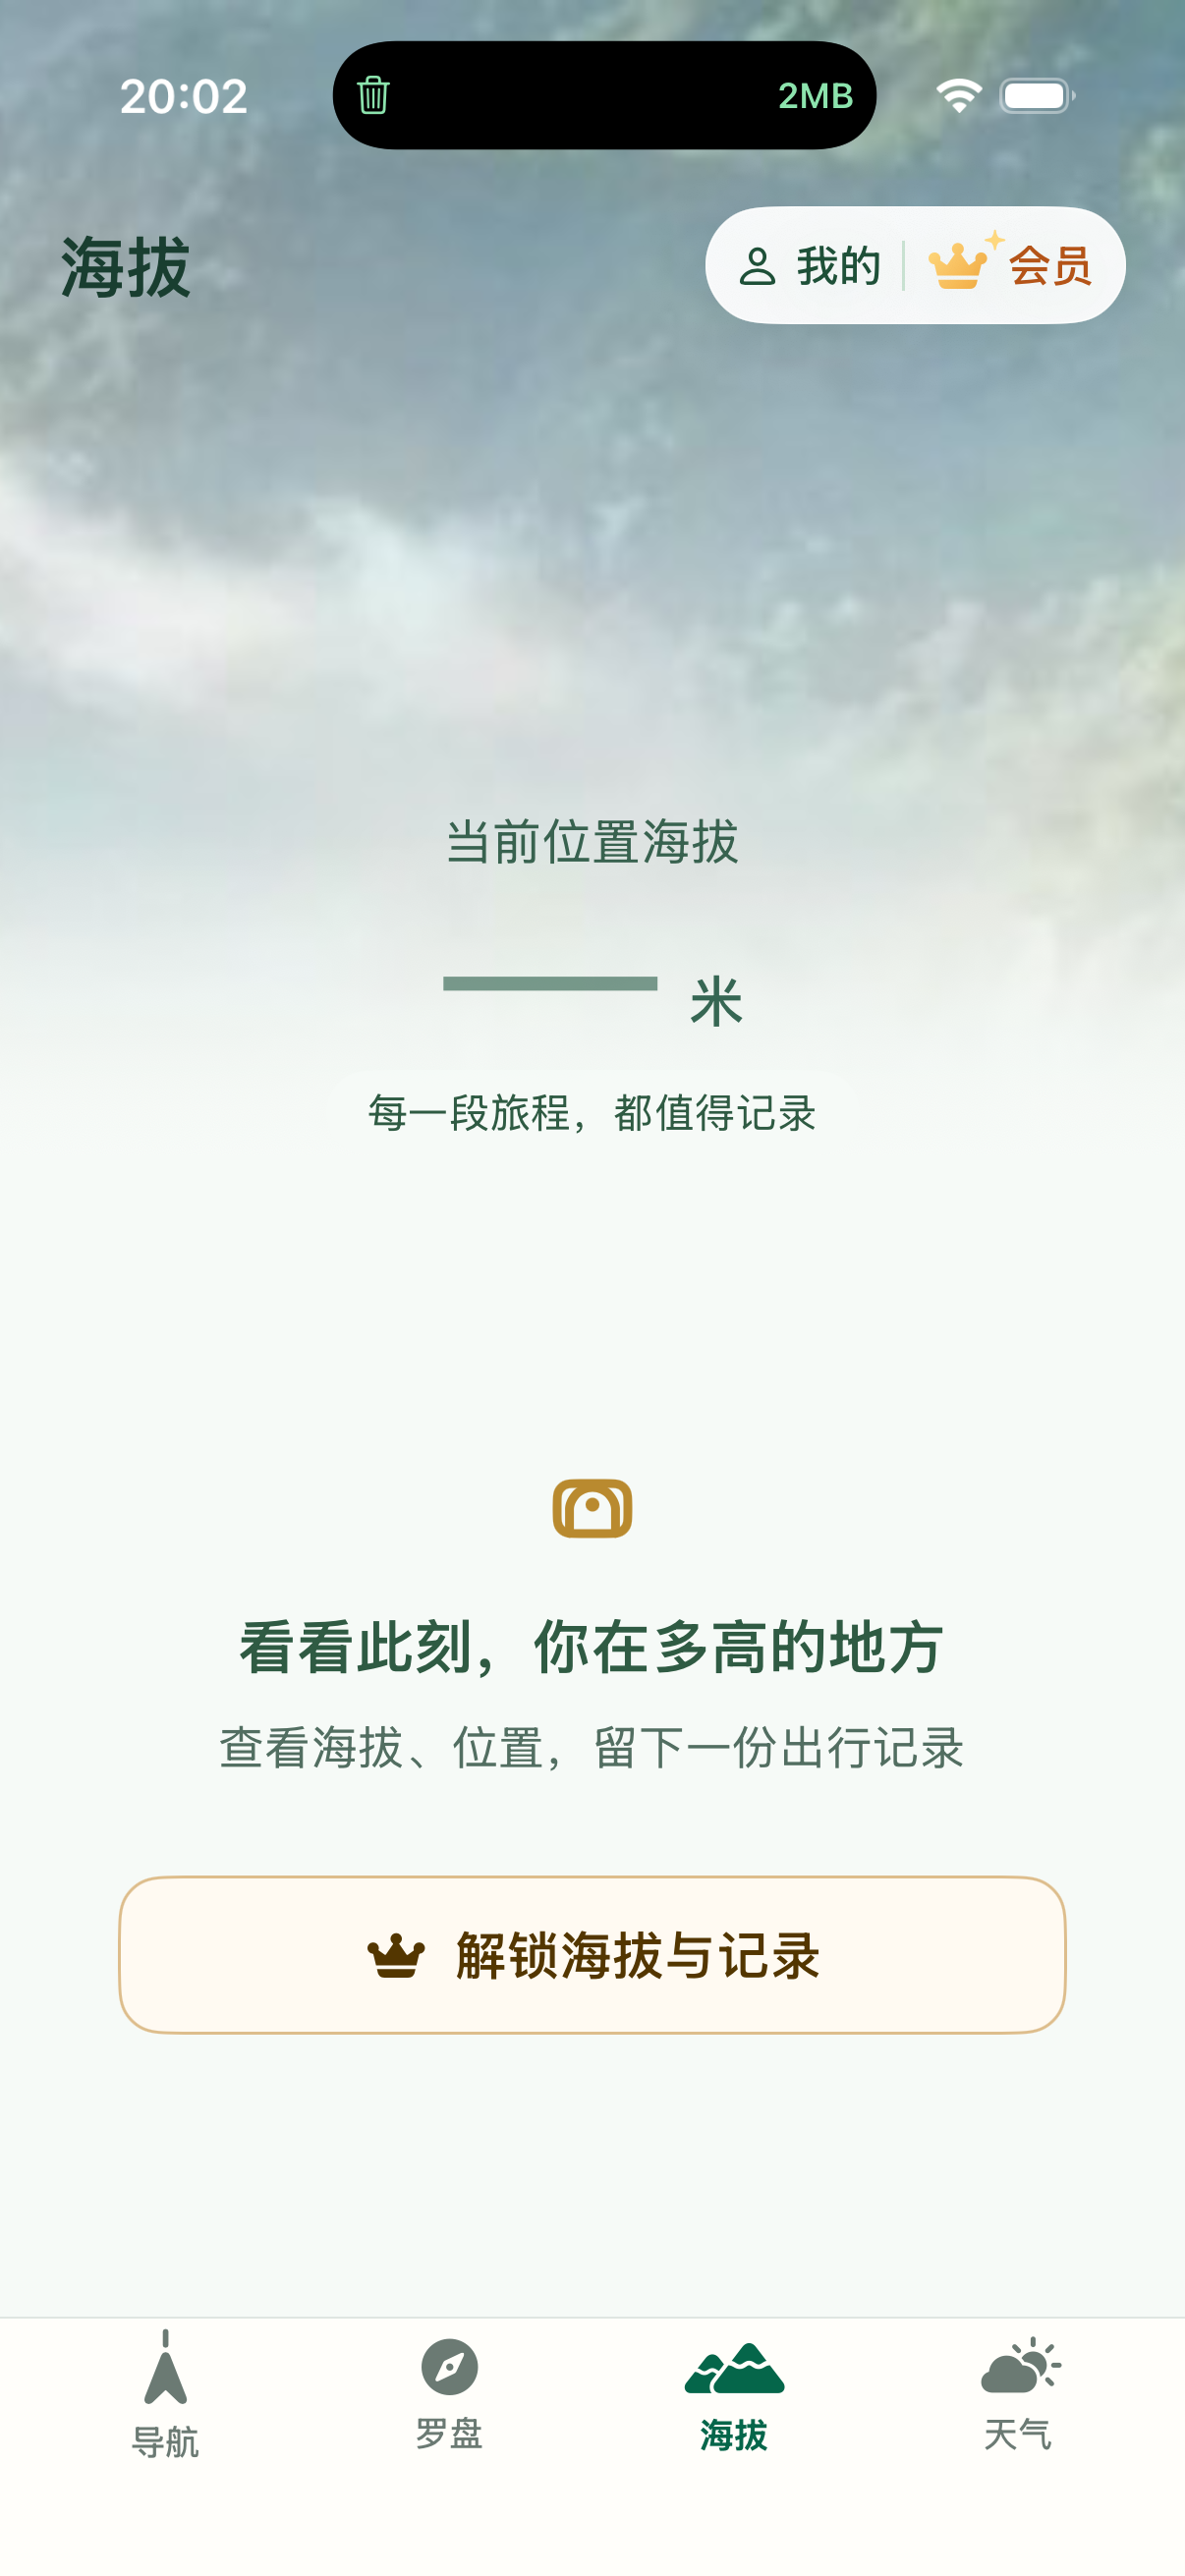 20:02
2MB
海拔
我的
会员
当前位置海拔
米
每一段旅程，都值得记录
看看此刻，你在多高的地方
查看海拔、位置，留下一份出行记录
解锁海拔与记录
导航
罗盘
海拔
天气